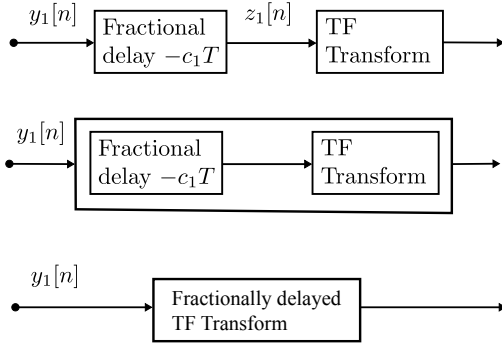 y₁[n]
Fractional
delay −c₁T
z₁[n]
TF
Transform
y₁[n]
Fractional
delay −c₁T
TF
Transform
y₁[n]
Fractionally delayed
TF Transform